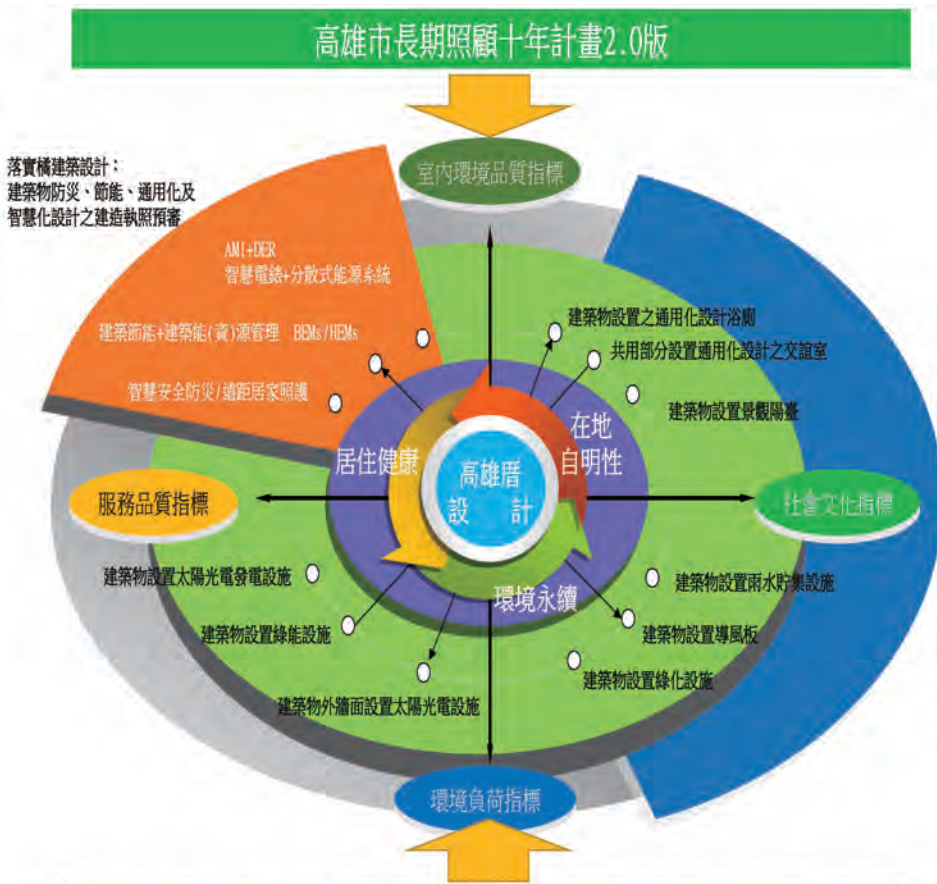 高雄市長期照顧十年計畫2.0版
室內環境品質指標
落實橘建築設計：
建築物防災、節能、通用化及
智慧化設計之建造執照預審
AMI+DER
智慧電錶+分散式能源系統
建築節能+建築能(資)源管理 BEMs/HEMs
智慧安全防災/遠距居家照護
建築物設置之通用化設計浴廁
共用部分設置通用化設計之交誼室
建築物設置景觀陽臺
居住健康
在地
自明性
高雄厝
設 計
環境永續
服務品質指標
社會文化指標
建築物設置太陽光電發電設施
建築物設置綠能設施
建築物外牆面設置太陽光電設施
建築物設置雨水貯集設施
建築物設置導風板
建築物設置綠化設施
環境負荷指標